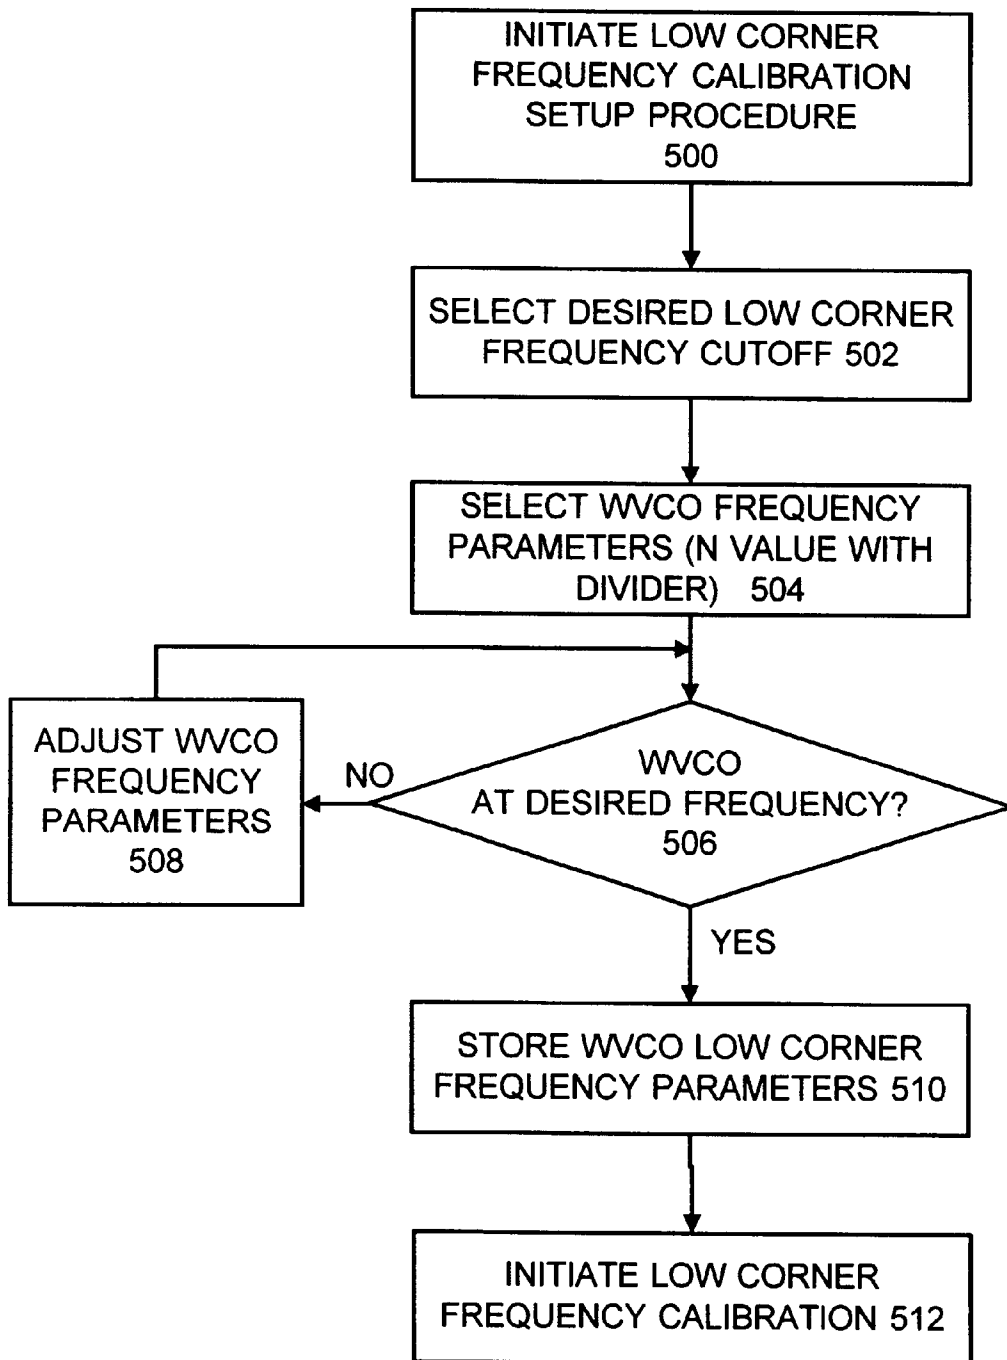 INITIATE LOW CORNER
FREQUENCY CALIBRATION
SETUP PROCEDURE
500
SELECT DESIRED LOW CORNER
FREQUENCY CUTOFF 502
SELECT WVCO FREQUENCY
PARAMETERS (N VALUE WITH
DIVIDER) 504
ADJUST WVCO
FREQUENCY
PARAMETERS
508
NO
WVCO
AT DESIRED FREQUENCY?
506
YES
STORE WVCO LOW CORNER
FREQUENCY PARAMETERS 510
INITIATE LOW CORNER
FREQUENCY CALIBRATION 512